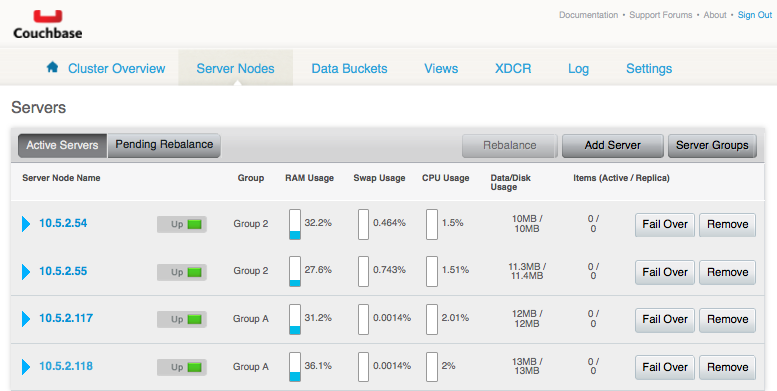 Couchbase
Documentation • Support Forums • About • Sign Out
Cluster Overview Server Nodes Data Buckets Views XDCR Log Settings
Servers
Active Servers Pending Rebalance Rebalance Add Server Server Groups
Server Node Name Group RAM Usage Swap Usage CPU Usage Data/Disk Usage Items (Active / Replica)
10.5.2.54 Up Group 2 32.2% 0.464% 1.5% 10MB / 10MB 0 / 0 Fail Over Remove
10.5.2.55 Up Group 2 27.6% 0.743% 1.51% 11.3MB / 11.4MB 0 / 0 Fail Over Remove
10.5.2.117 Up Group A 31.2% 0.0014% 2.01% 12MB / 12MB 0 / 0 Fail Over Remove
10.5.2.118 Up Group A 36.1% 0.0014% 2% 13MB / 13MB 0 / 0 Fail Over Remove